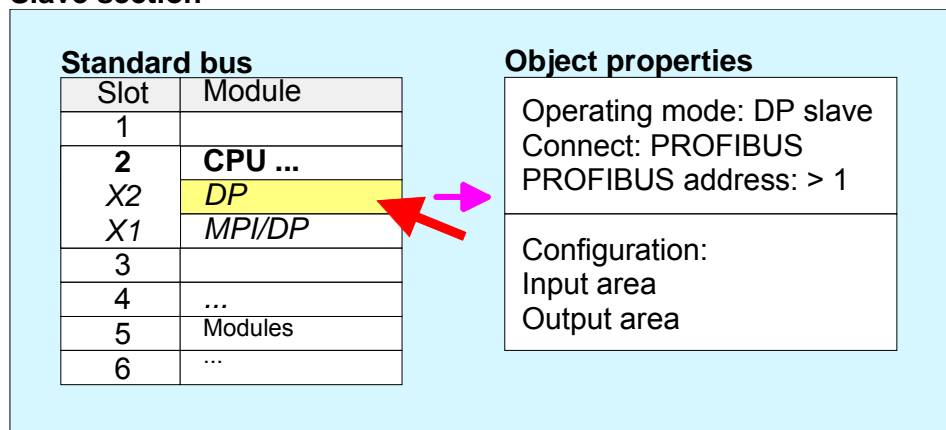 Slave section
Standard bus
Slot Module
1
2 CPU ...
X2 DP
X1 MPI/DP
3
4 ...
5 Modules
6 ...
Object properties
Operating mode: DP slave
Connect: PROFIBUS
PROFIBUS address: > 1
Configuration:
Input area
Output area